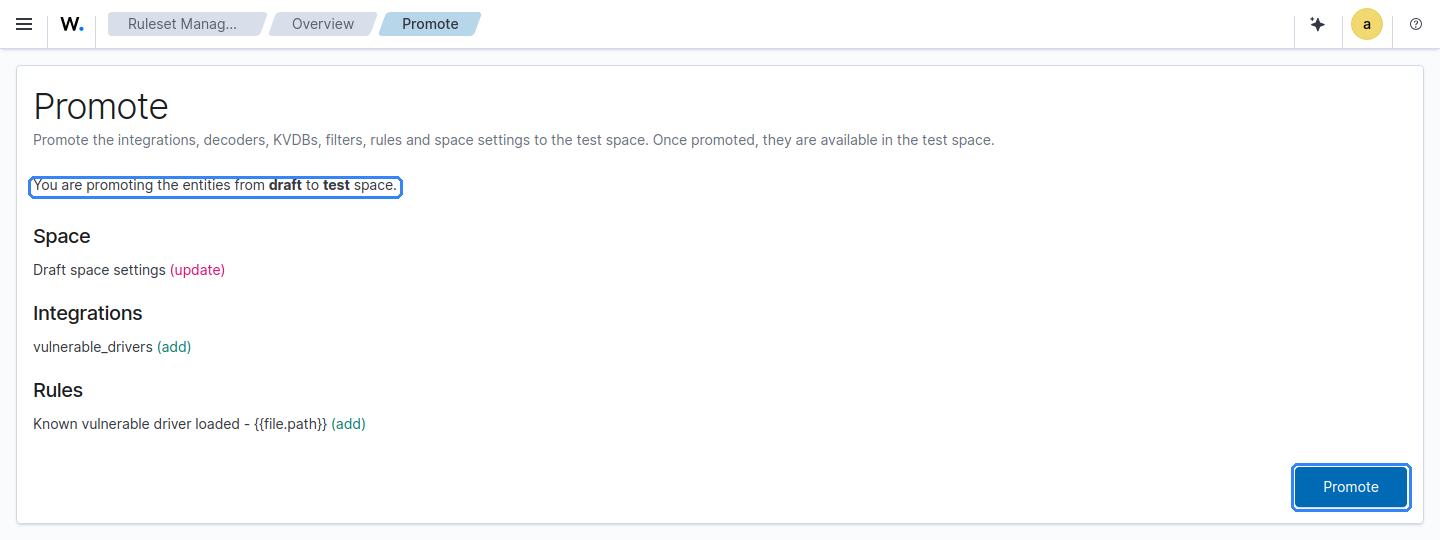 W.
Ruleset Manag...
Overview
Promote
a
Promote
Promote the integrations, decoders, KVDBs, filters, rules and space settings to the test space. Once promoted, they are available in the test space.
You are promoting the entities from draft to test space.
Space
Draft space settings (update)
Integrations
vulnerable_drivers (add)
Rules
Known vulnerable driver loaded - {{file.path}} (add)
Promote